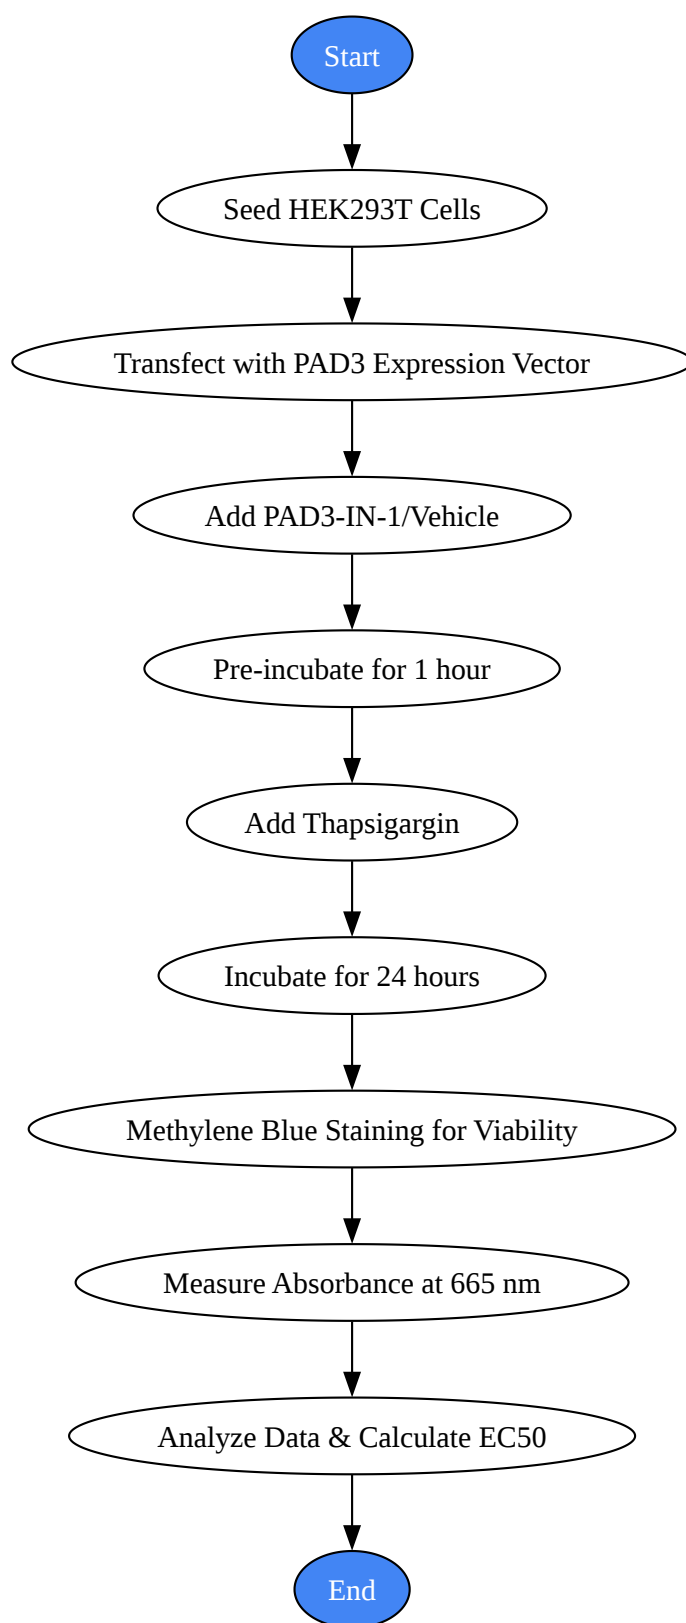 Start
Seed HEK293T Cells
Transfect with PAD3 Expression Vector
Add PAD3-IN-1/Vehicle
Pre-incubate for 1 hour
Add Thapsigargin
Incubate for 24 hours
Methylene Blue Staining for Viability
Measure Absorbance at 665 nm
Analyze Data & Calculate EC50
End